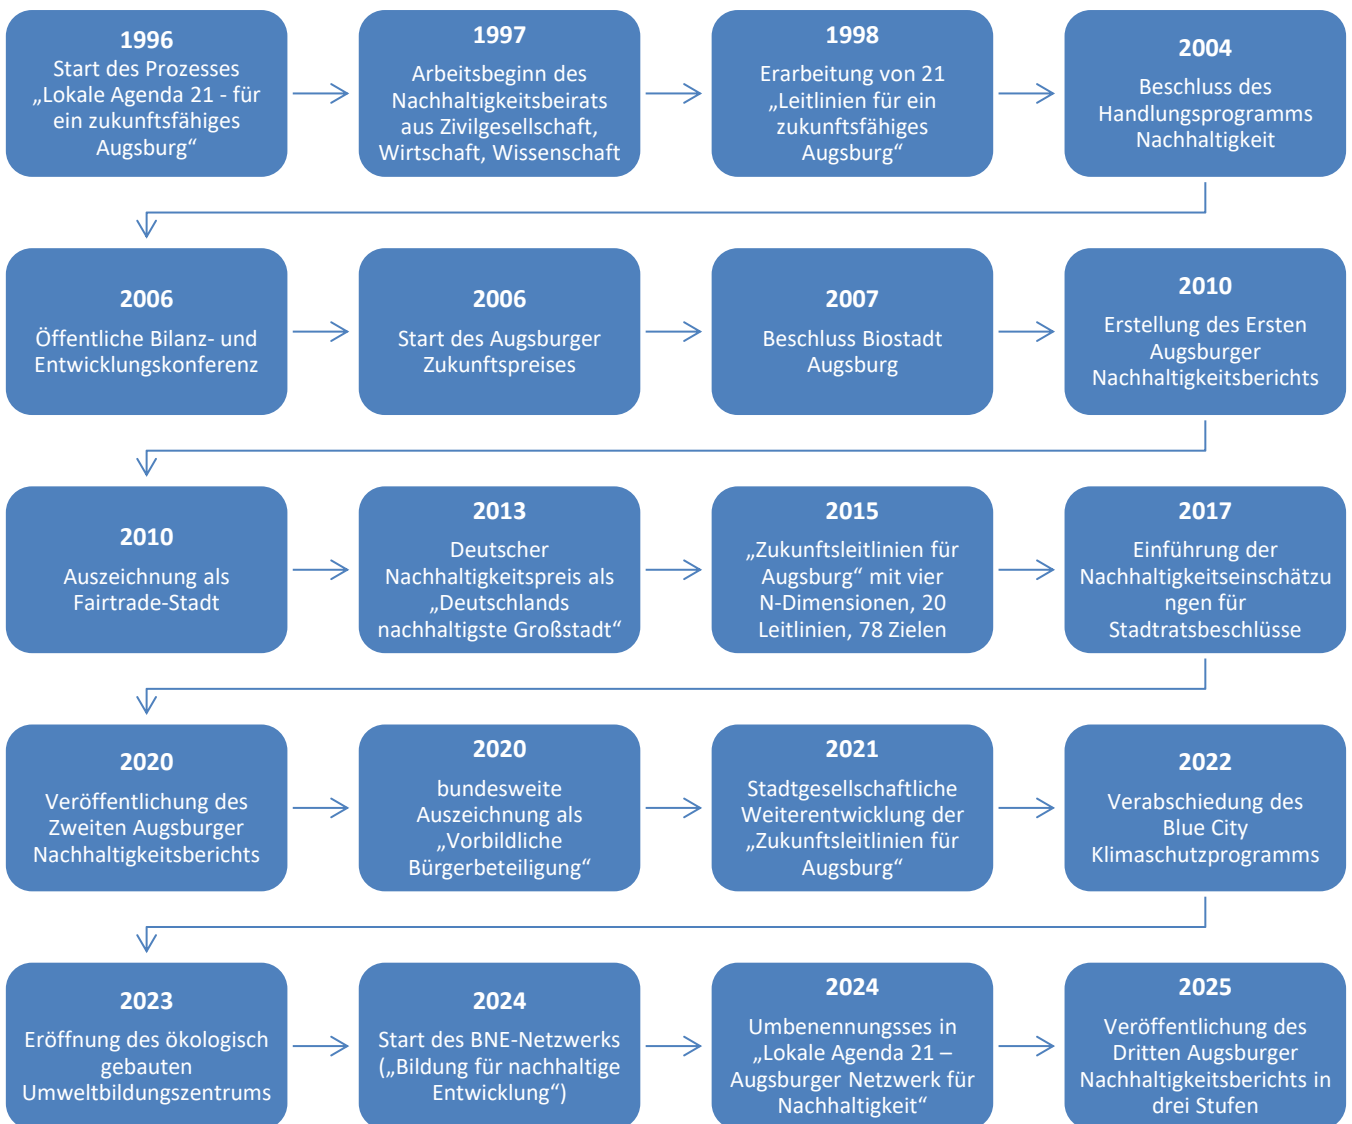 1996
Start des Prozesses
„Lokale Agenda 21 - für
ein zukunftsfähiges
Augsburg“
1997
Arbeitsbeginn des
Nachhaltigkeitsbeirats
aus Zivilgesellschaft,
Wirtschaft, Wissenschaft
1998
Erarbeitung von 21
„Leitlinien für ein
zukunftsfähiges
Augsburg“
2004
Beschluss des
Handlungsprogramms
Nachhaltigkeit
2006
Öffentliche Bilanz- und
Entwicklungskonferenz
2006
Start des Augsburger
Zukunftspreises
2007
Beschluss Biostadt
Augsburg
2010
Erstellung des Ersten
Augsburger
Nachhaltigkeitsberichts
2010
Auszeichnung als
Fairtrade-Stadt
2013
Deutscher
Nachhaltigkeitspreis als
„Deutschlands
nachhaltigste Großstadt“
2015
„Zukunftsleitlinien für
Augsburg“ mit vier
N-Dimensionen, 20
Leitlinien, 78 Zielen
2017
Einführung der
Nachhaltigkeitseinschätzu
ngen für
Stadtratsbeschlüsse
2020
Veröffentlichung des
Zweiten Augsburger
Nachhaltigkeitsberichts
2020
bundesweite
Auszeichnung als
„Vorbildliche
Bürgerbeteiligung“
2021
Stadtgesellschaftliche
Weiterentwicklung der
„Zukunftsleitlinien für
Augsburg“
2022
Verabschiedung des
Blue City
Klimaschutzprogramms
2023
Eröffnung des ökologisch
gebauten
Umweltbildungszentrums
2024
Start des BNE-Netzwerks
(„Bildung für nachhaltige
Entwicklung“)
2024
Umbenennungsses in
„Lokale Agenda 21 –
Augsburger Netzwerk für
Nachhaltigkeit“
2025
Veröffentlichung des
Dritten Augsburger
Nachhaltigkeitsberichts in
drei Stufen